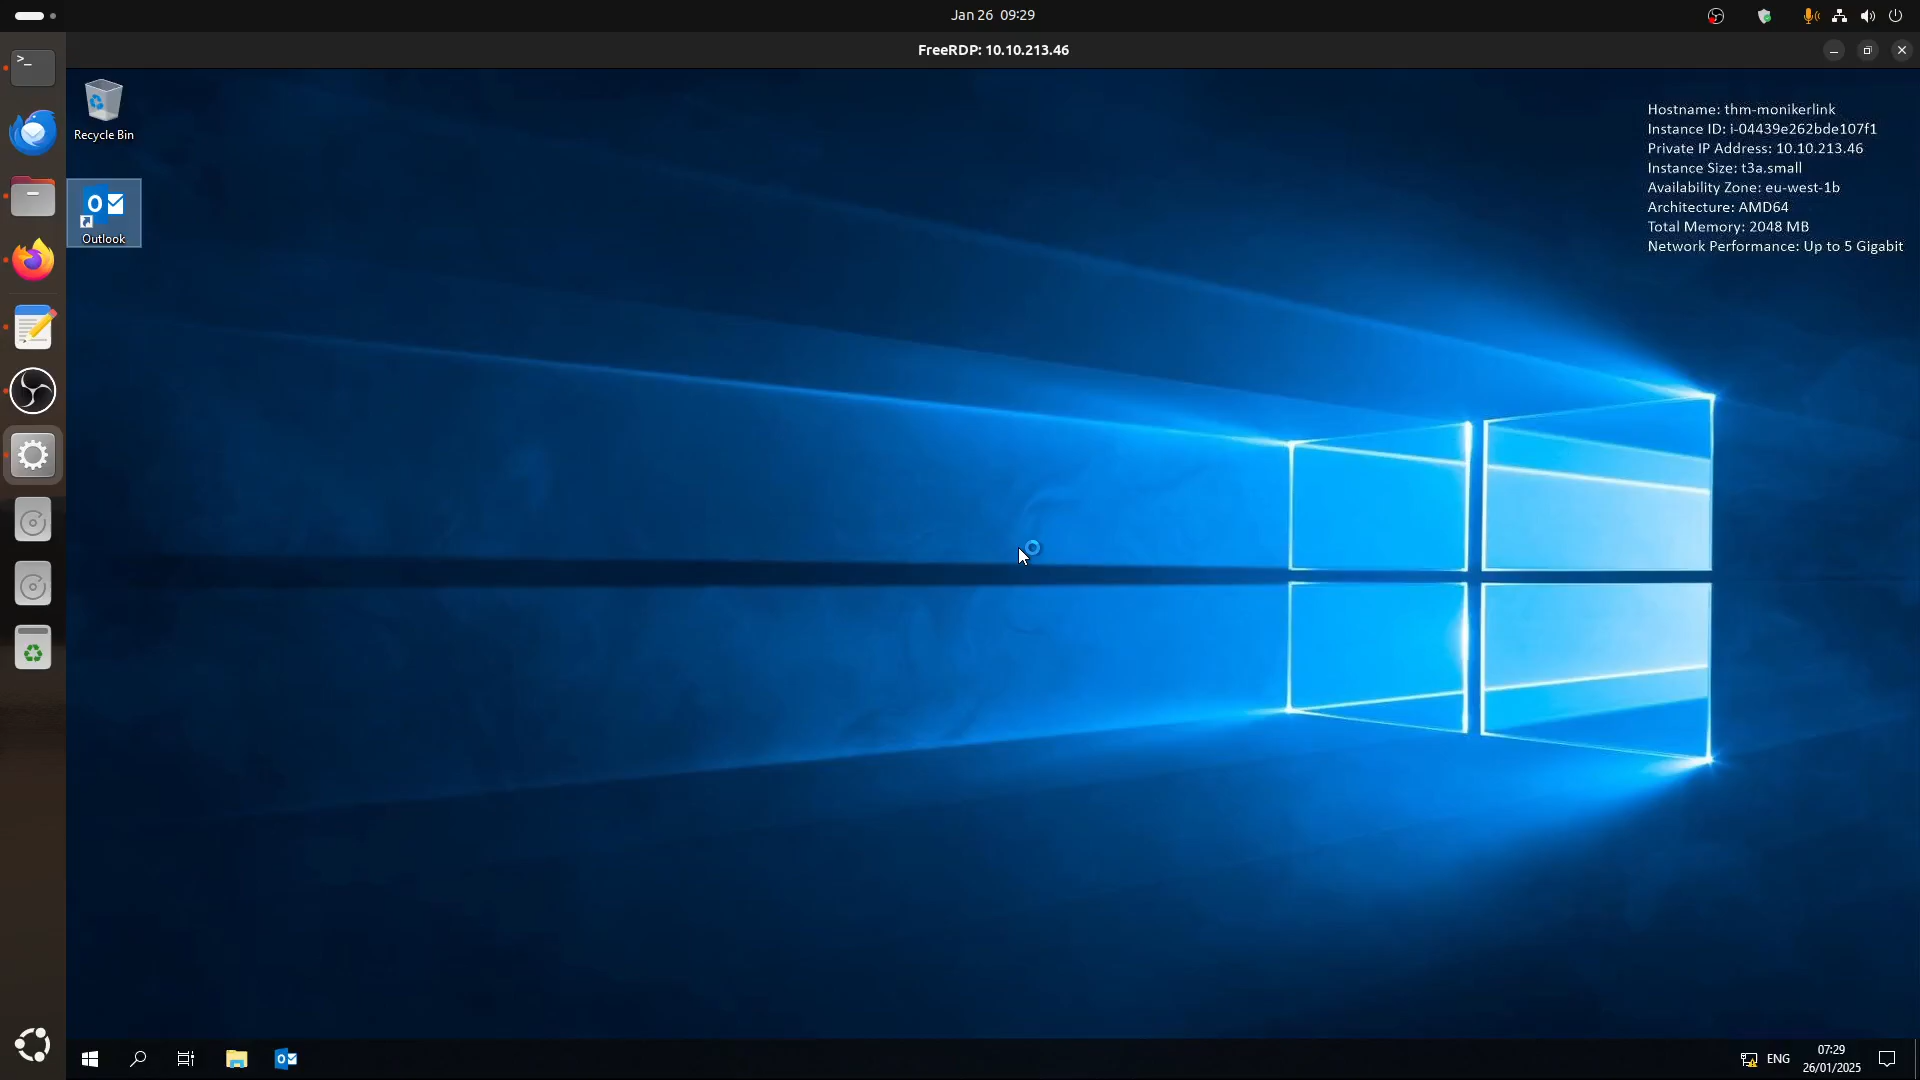 Jan 26 09:29
FreeRDP: 10.10.213.46
Recycle Bin
Outlook
Hostname: thm-monikerlink
Instance ID: i-04439e262bde107f1
Private IP Address: 10.10.213.46
Instance Size: t3a.small
Availability Zone: eu-west-1b
Architecture: AMD64
Total Memory: 2048 MB
Network Performance: Up to 5 Gigabit
ENG
07:29
26/01/2025